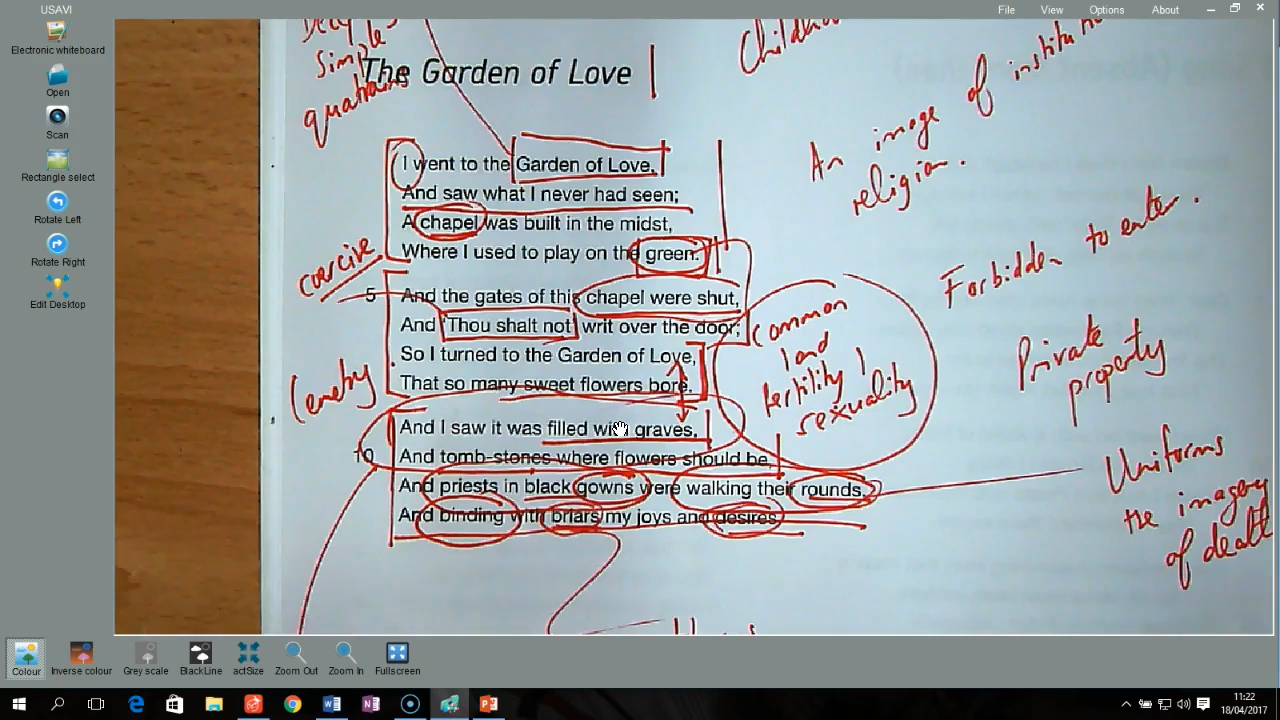 USAVI
File View Options About
Electronic whiteboard
Open
Scan
Rectangle select
Rotate Left
Rotate Right
Edit Desktop
simple
quatrains
The Garden of Love
An image of institu
religion.
I went to the Garden of Love,
And saw what I never had seen;
A chapel was built in the midst,
Where I used to play on the green.
coercive
Forbidden to enter.
5 And the gates of this chapel were shut,
And 'Thou shalt not' writ over the door;
So I turned to the Garden of Love,
That so many sweet flowers bore.
common
land
fertility /
sexuality
Private
property
And I saw it was filled with graves,
10 And tomb-stones where flowers should be,
And priests in black gowns were walking their rounds,
And binding with briars my joys and desires
Uniforms
the imagery
of death
Colour Inverse colour Grey scale BlackLine actSize Zoom Out Zoom In Fullscreen
11:22
18/04/2017